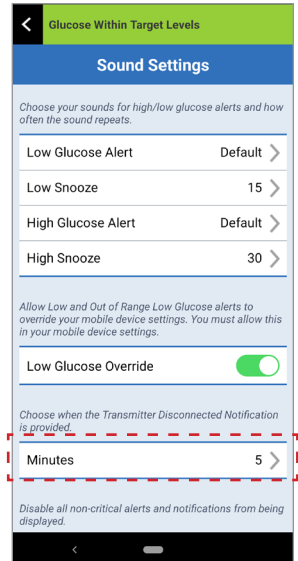 Glucose Within Target Levels
Sound Settings
Choose your sounds for high/low glucose alerts and how
often the sound repeats.
Low Glucose Alert Default
Low Snooze 15
High Glucose Alert Default
High Snooze 30
Allow Low and Out of Range Low Glucose alerts to
override your mobile device settings. You must allow this
in your mobile device settings.
Low Glucose Override
Choose when the Transmitter Disconnected Notification
is provided.
Minutes 5
Disable all non-critical alerts and notifications from being
displayed.